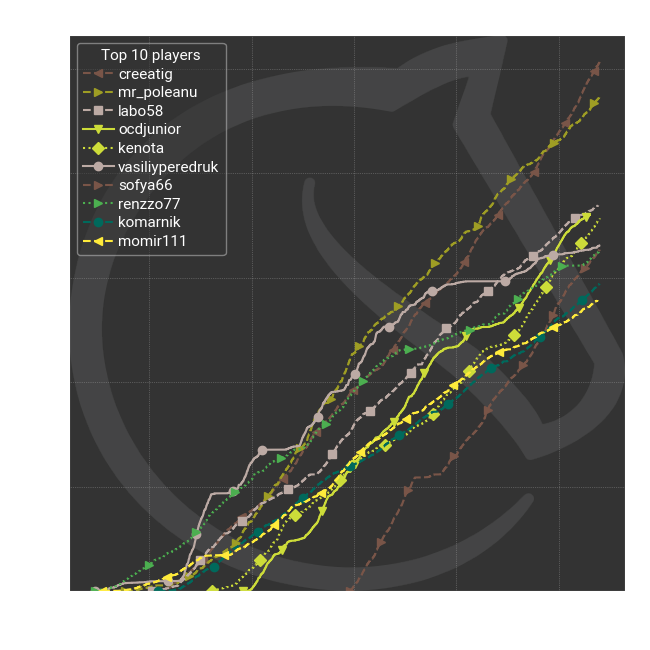 Top 10 players
creeatig
mr_poleanu
labo58
ocdjunior
kenota
vasiliyperedruk
sofya66
renzzo77
komarnik
momir111